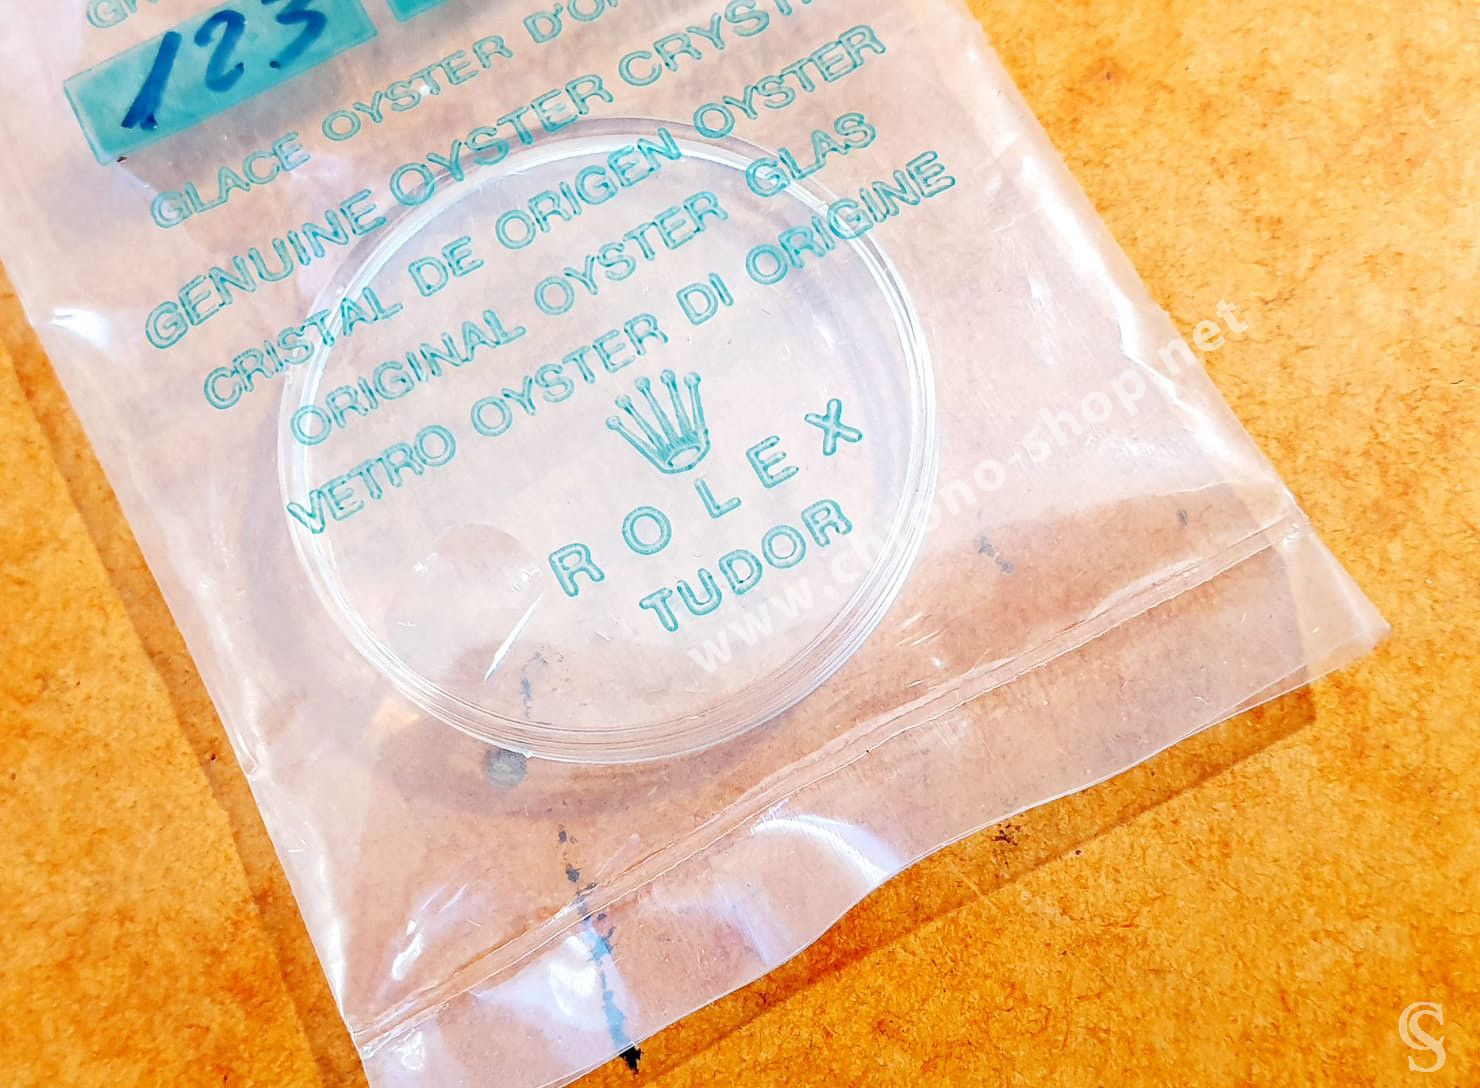 123
GLACE OYSTER
GENUINE OYSTER
CRISTAL DE ORIGEN OYSTER
ORIGINAL OYSTER GLAS
VETRO OYSTER DI ORIGINE
ROLEX
TUDOR
www.chrono-shop.net